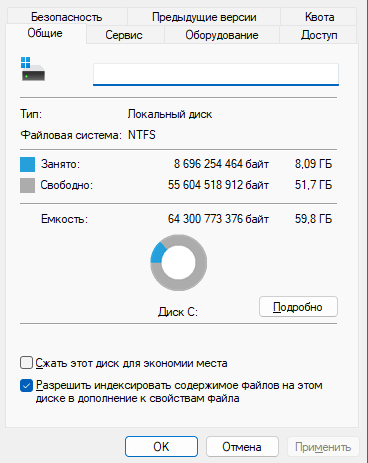 Безопасность Предыдущие версии Квота
Общие Сервис Оборудование Доступ
Тип: Локальный диск
Файловая система: NTFS
Занято: 8 696 254 464 байт 8,09 ГБ
Свободно: 55 604 518 912 байт 51,7 ГБ
Емкость: 64 300 773 376 байт 59,8 ГБ
Диск C:
Подробно
Сжать этот диск для экономии места
Разрешить индексировать содержимое файлов на этом
диске в дополнение к свойствам файла
OK Отмена Применить